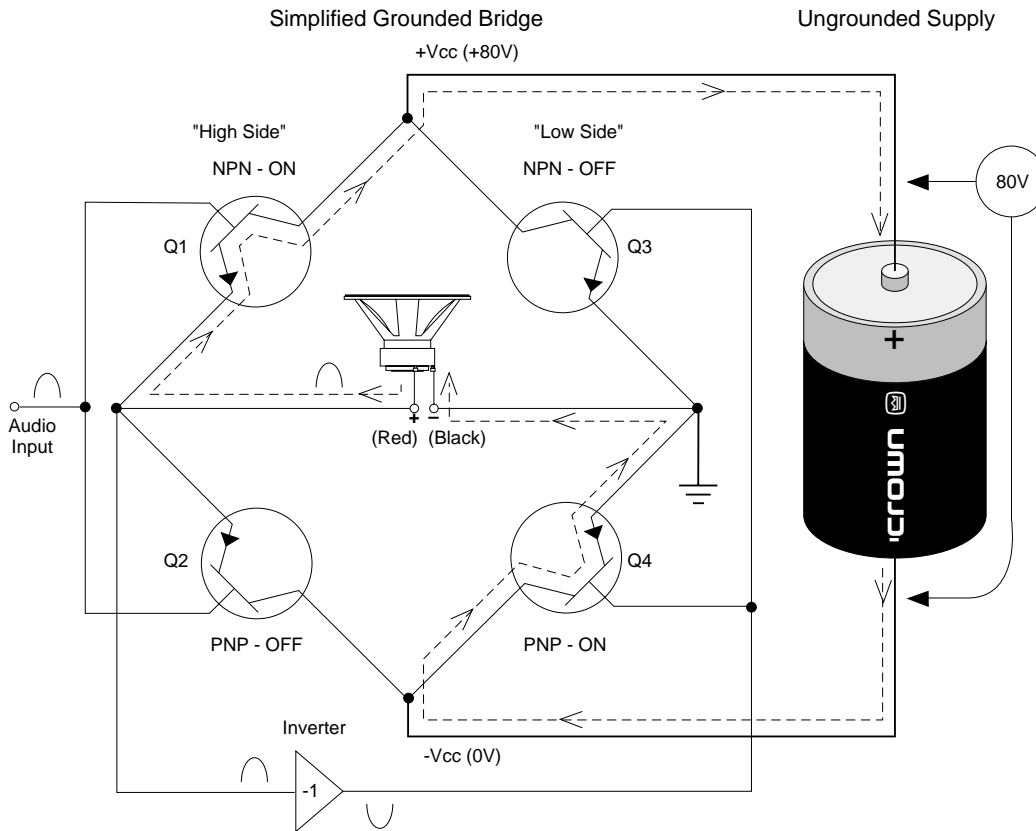 Simplified Grounded Bridge
Ungrounded Supply
+Vcc (+80V)
"High Side"
"Low Side"
NPN - ON
NPN - OFF
80V
Q1
Q3
+
Audio
Input
+
–
(Red)
(Black)
crown
Q2
Q4
PNP - OFF
PNP - ON
Inverter
-Vcc (0V)
-1